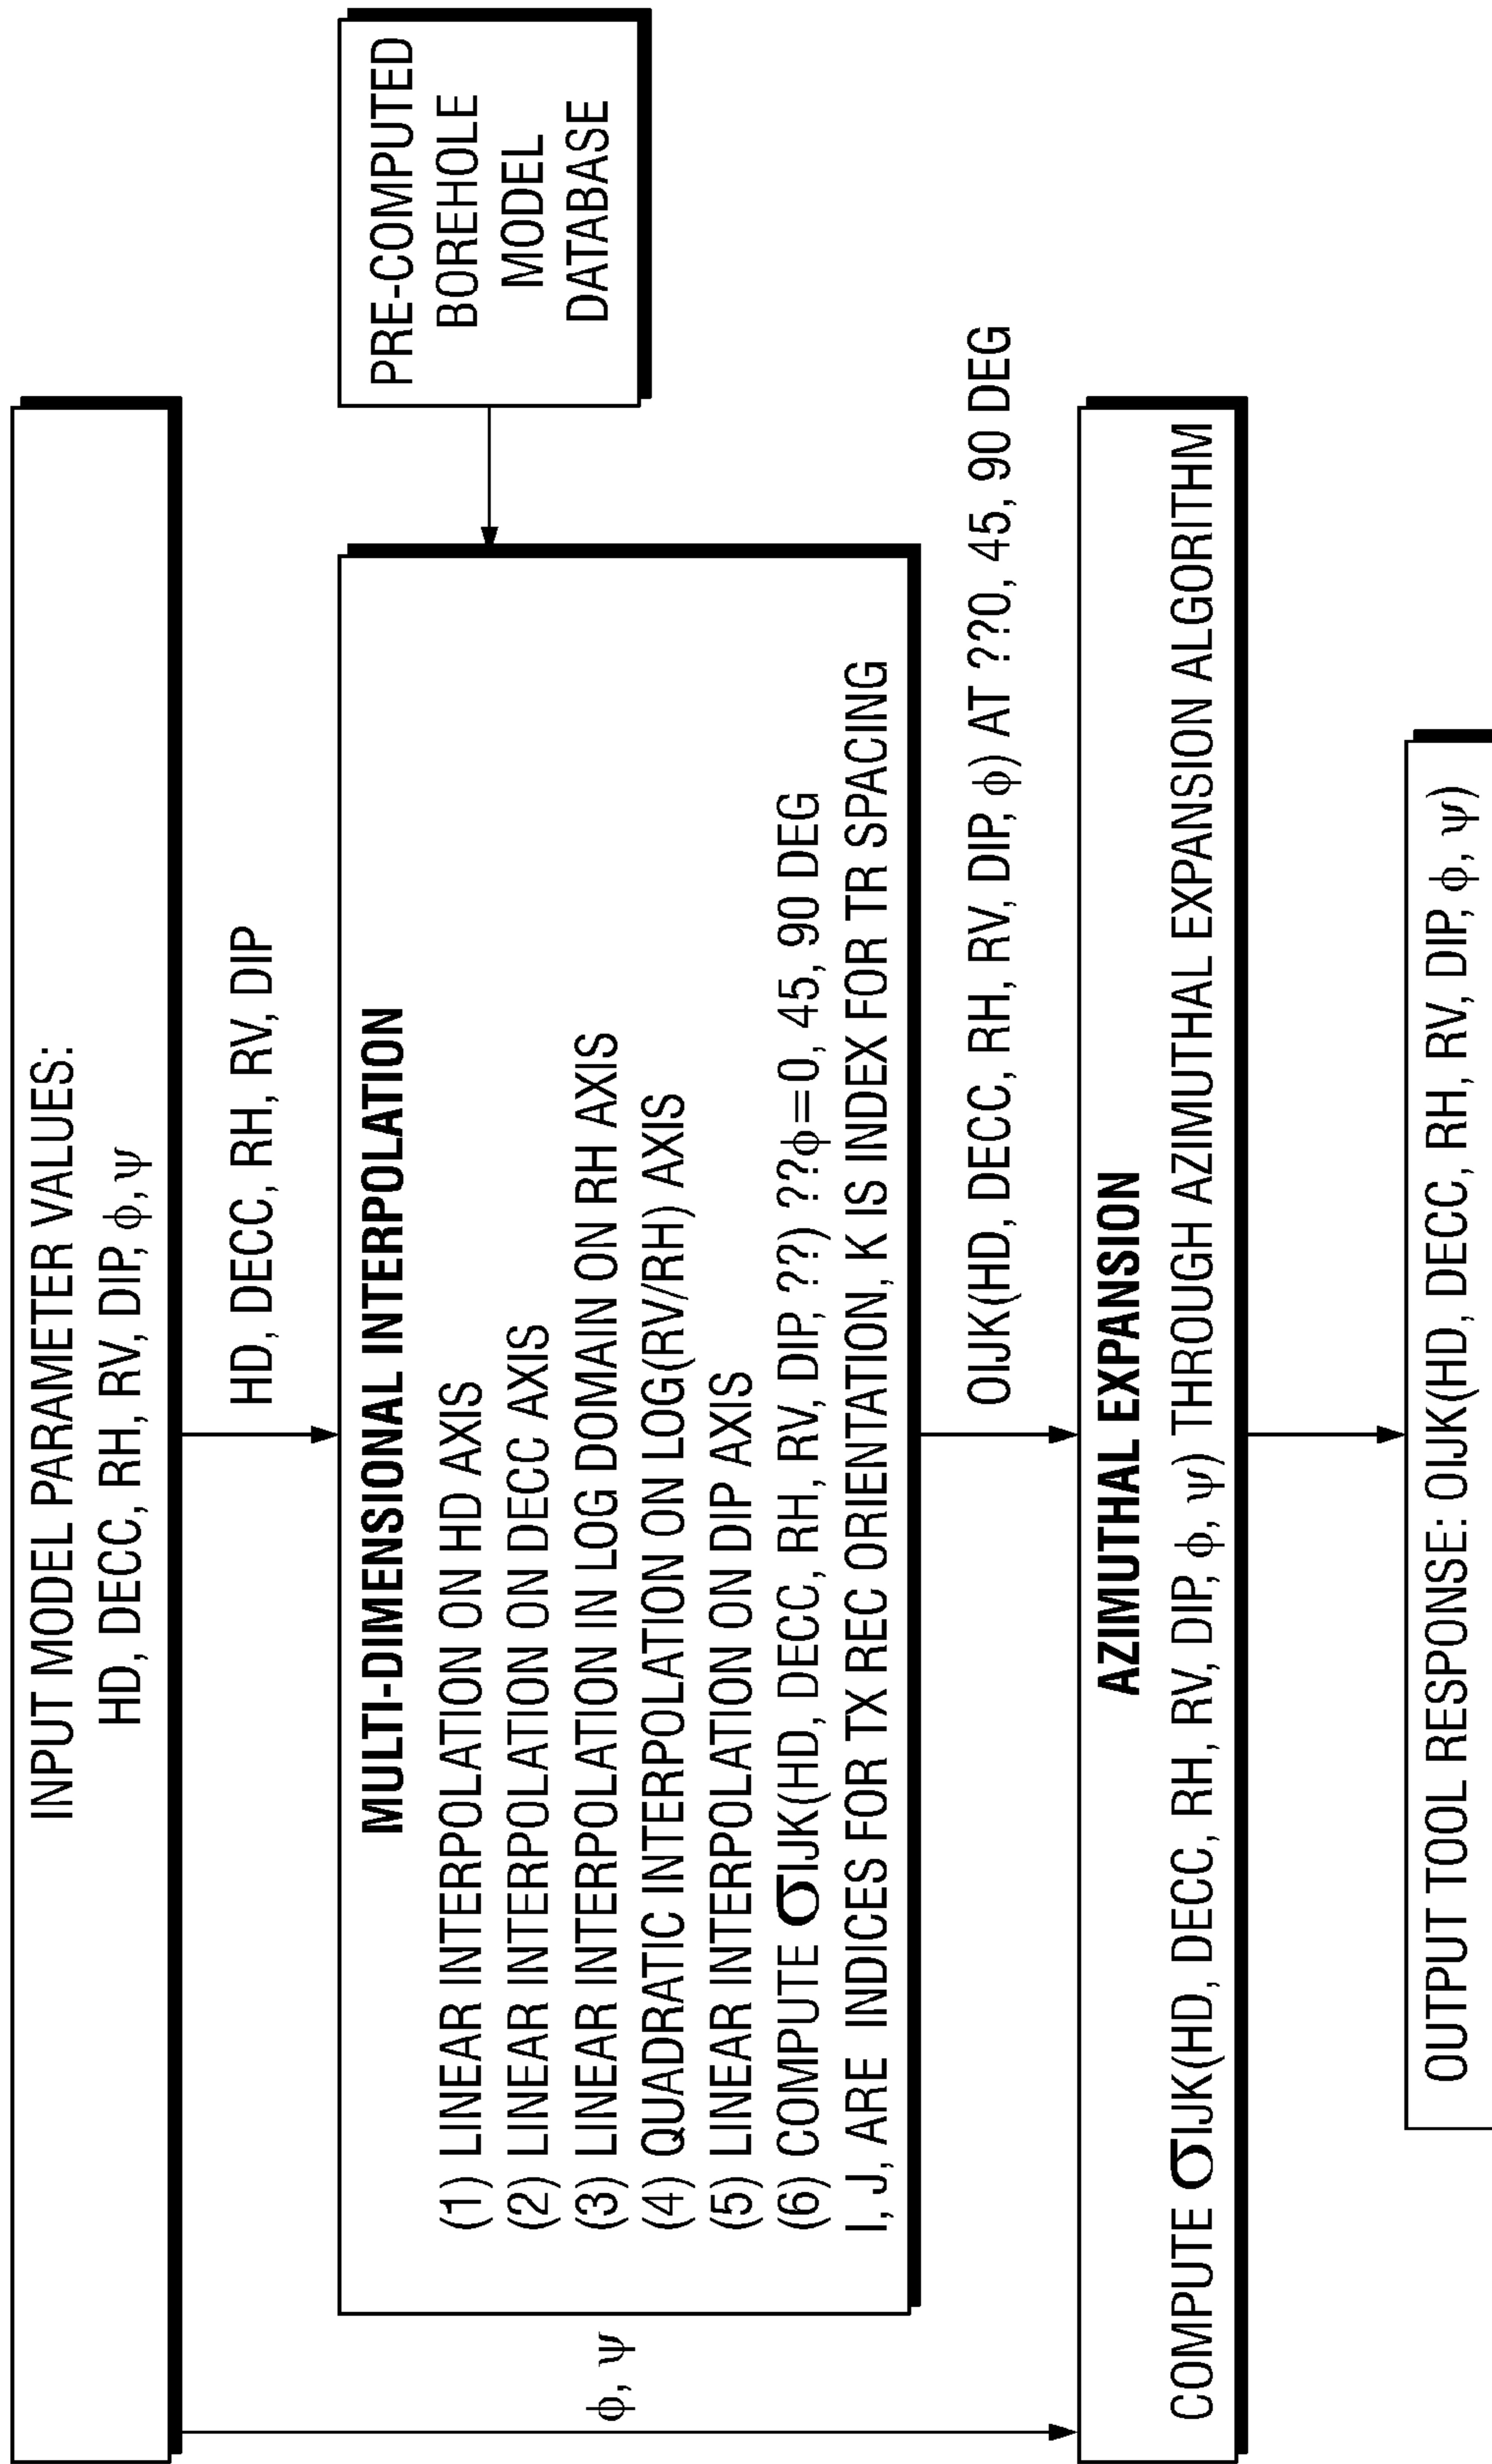 INPUT MODEL PARAMETER VALUES:
HD, DECC, RH, RV, DIP, ϕ, ψ
HD, DECC, RH, RV, DIP
ϕ, ψ
MULTI-DIMENSIONAL INTERPOLATION
(1) LINEAR INTERPOLATION ON HD AXIS
(2) LINEAR INTERPOLATION ON DECC AXIS
(3) LINEAR INTERPOLATION IN LOG DOMAIN ON RH AXIS
(4) QUADRATIC INTERPOLATION ON LOG(RV/RH) AXIS
(5) LINEAR INTERPOLATION ON DIP AXIS
(6) COMPUTE σIJK(HD, DECC, RH, RV, DIP, ??) ??ϕ=0, 45, 90 DEG
I, J, ARE INDICES FOR TX REC ORIENTATION, K IS INDEX FOR TR SPACING
PRE-COMPUTED
BOREHOLE
MODEL
DATABASE
OIJK(HD, DECC, RH, RV, DIP, ϕ) AT ??0, 45, 90 DEG
AZIMUTHAL EXPANSION
COMPUTE σIJK(HD, DECC, RH, RV, DIP, ϕ, ψ) THROUGH AZIMUTHAL EXPANSION ALGORITHM
OUTPUT TOOL RESPONSE: OIJK(HD, DECC, RH, RV, DIP, ϕ, ψ)